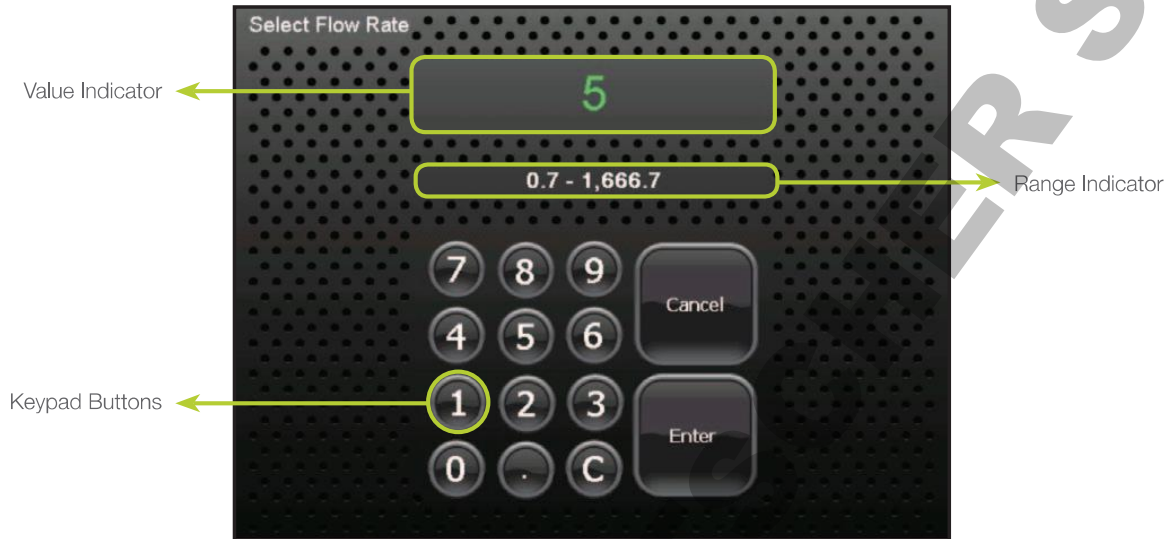 Select Flow Rate
Value Indicator
5
0.7 - 1,666.7
Range Indicator
7 8 9
Cancel
4 5 6
Keypad Buttons
1 2 3
Enter
0 . C